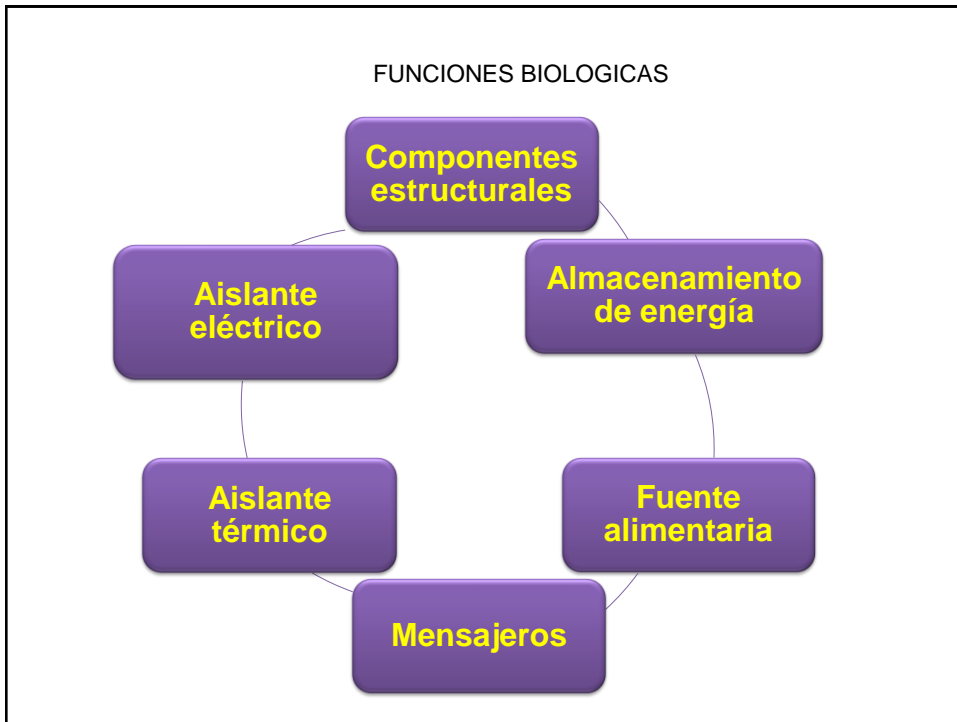 FUNCIONES BIOLOGICAS
Componentes
estructurales
Almacenamiento
de energía
Fuente
alimentaria
Mensajeros
Aislante
térmico
Aislante
eléctrico